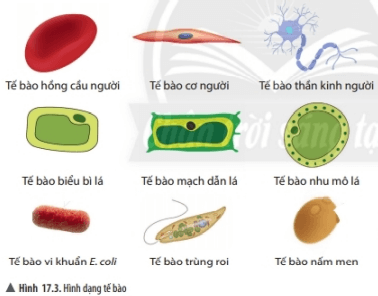 Tế bào hồng cầu người
Tế bào cơ người
Tế bào thần kinh người
Tế bào biểu bì lá
Tế bào mạch dẫn lá
Tế bào nhu mô lá
Tế bào vi khuẩn E. coli
Tế bào trùng roi
Tế bào nấm men
▲ Hình 17.3. Hình dạng tế bào